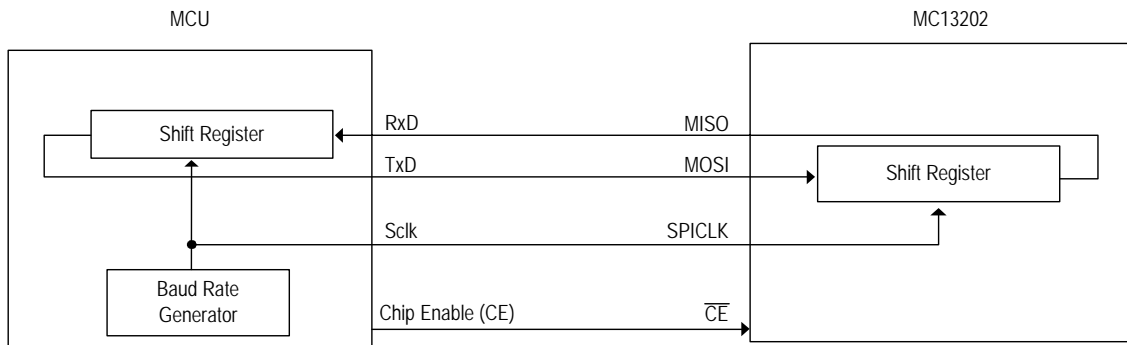 MCU
MC13202
Shift Register
RxD
MISO
TxD
MOSI
Shift Register
Sclk
SPICLK
Baud Rate
Generator
Chip Enable (CE)
CE